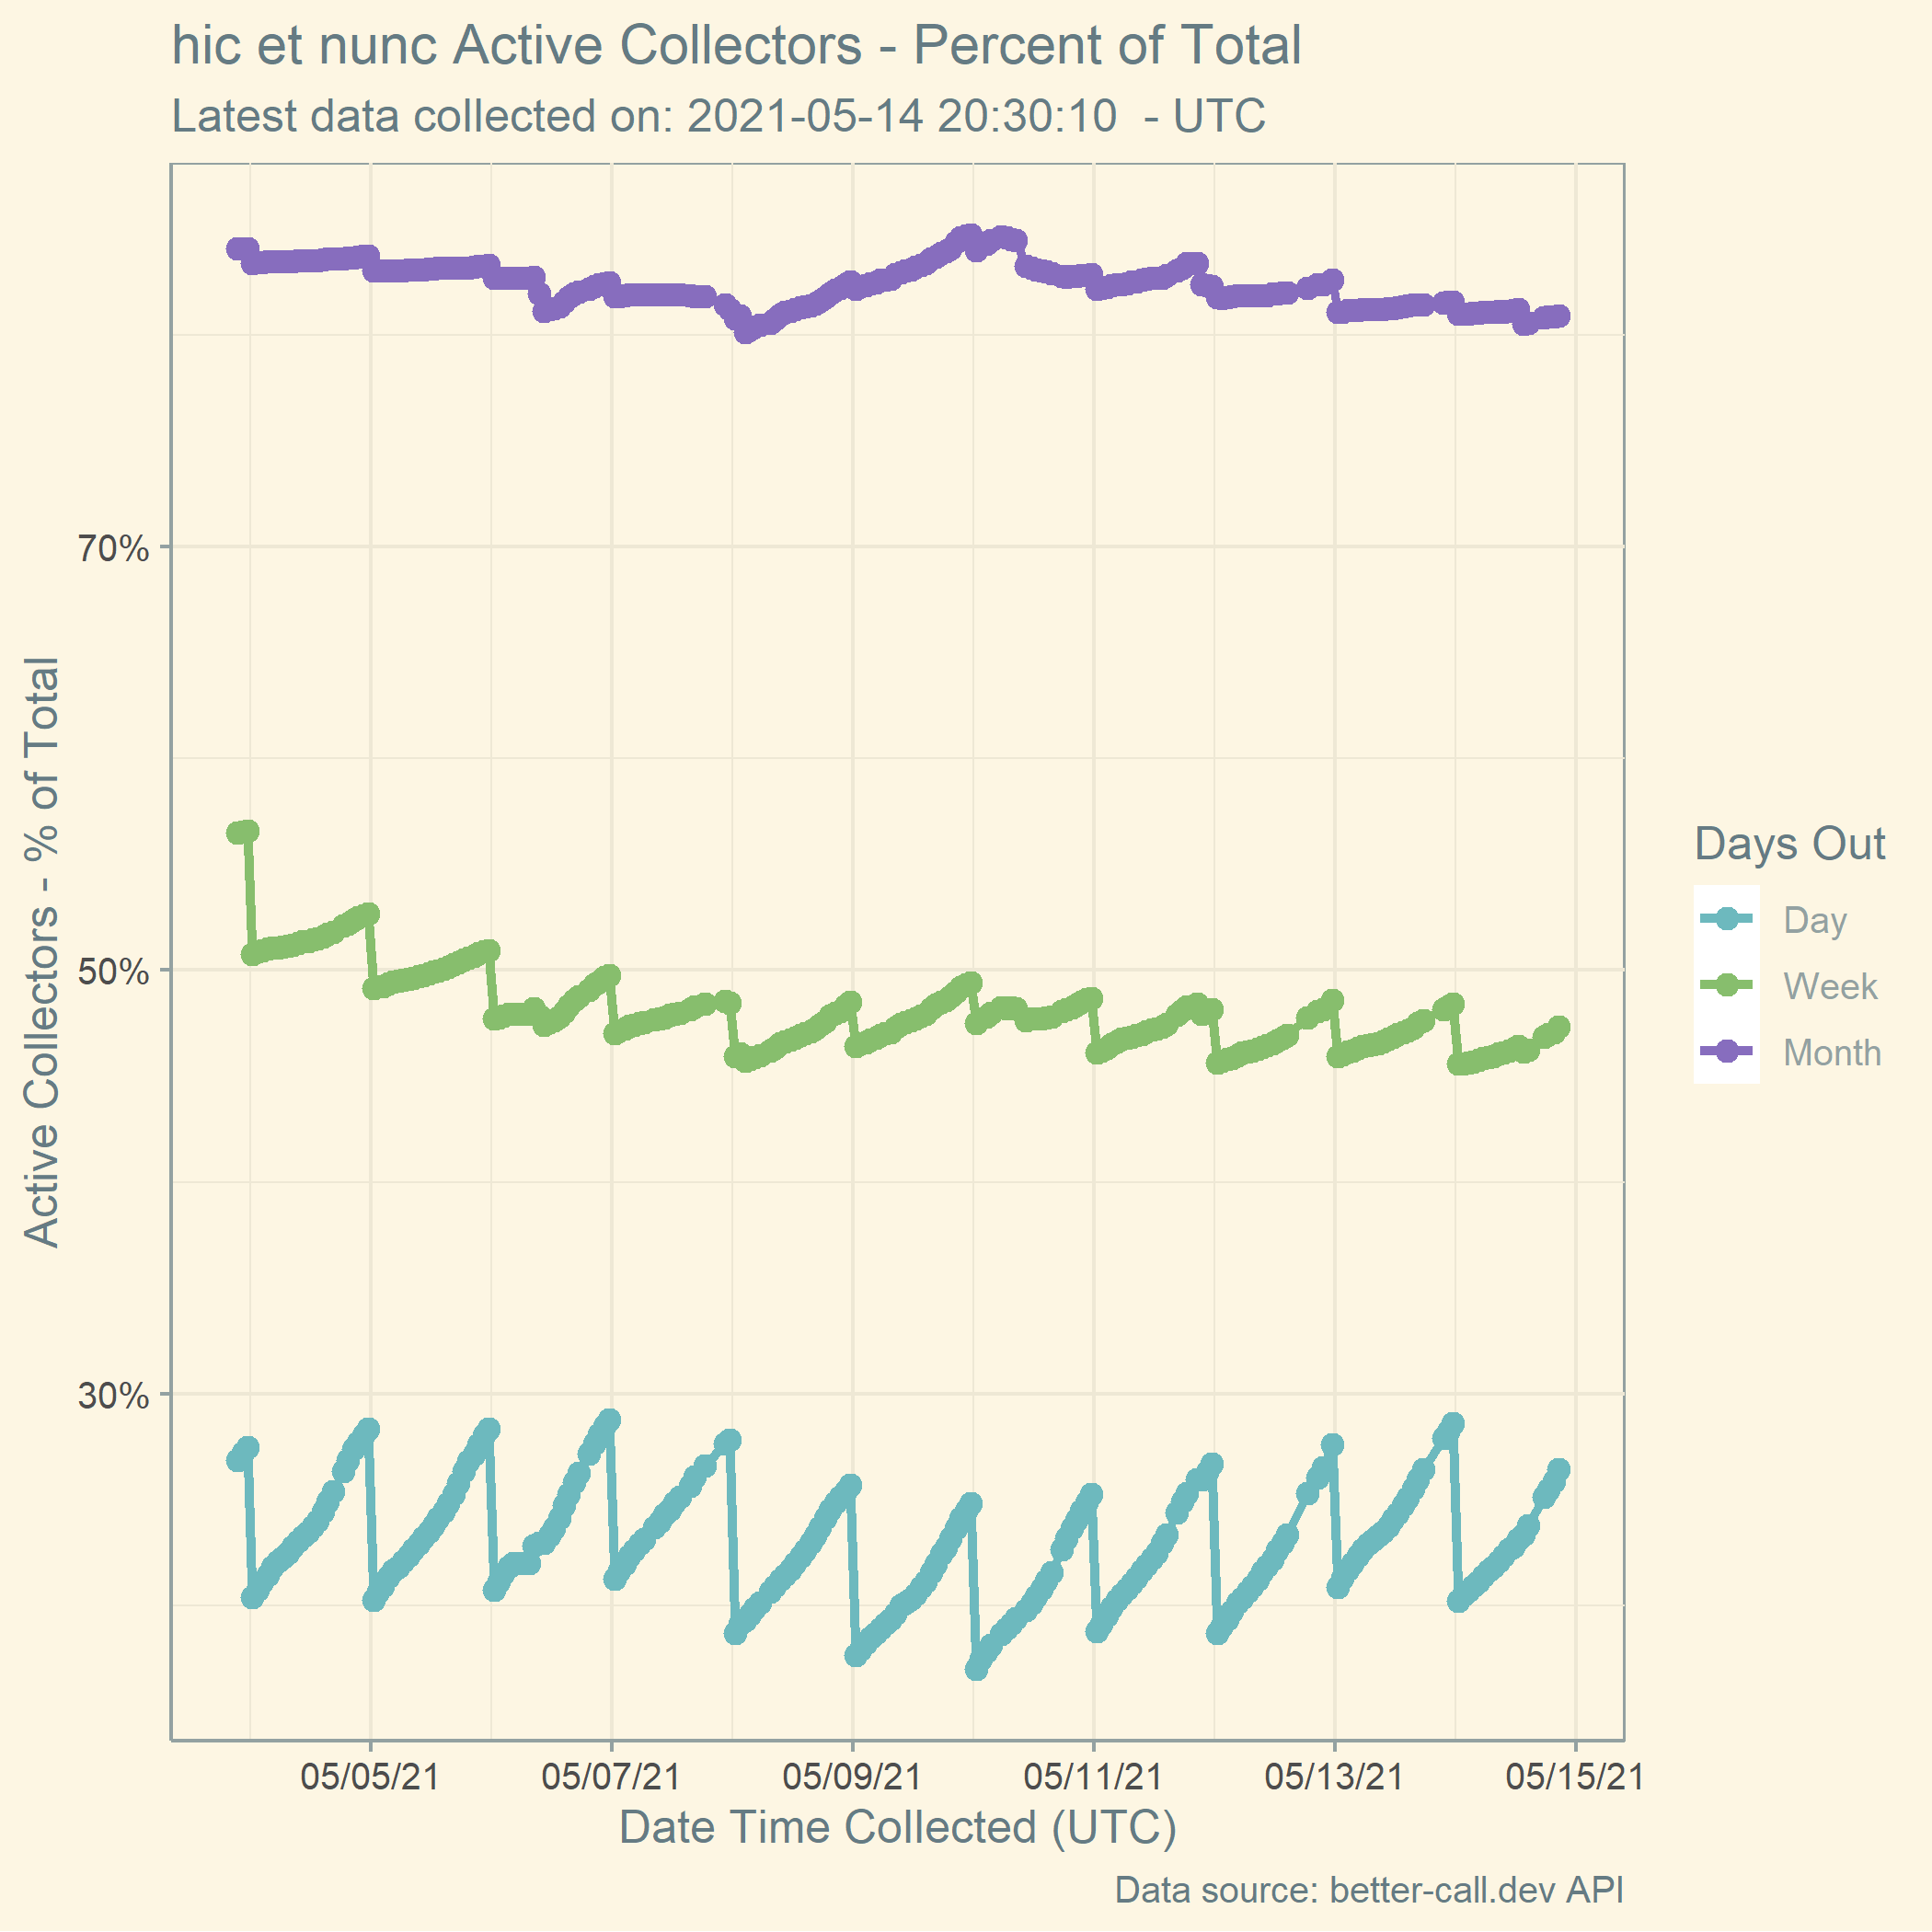 hic et nunc Active Collectors - Percent of Total
Latest data collected on: 2021-05-14 20:30:10  - UTC
Active Collectors - % of Total
70%
50%
30%
05/05/21
05/07/21
05/09/21
05/11/21
05/13/21
05/15/21
Date Time Collected (UTC)
Days Out
Day
Week
Month
Data source: better-call.dev API